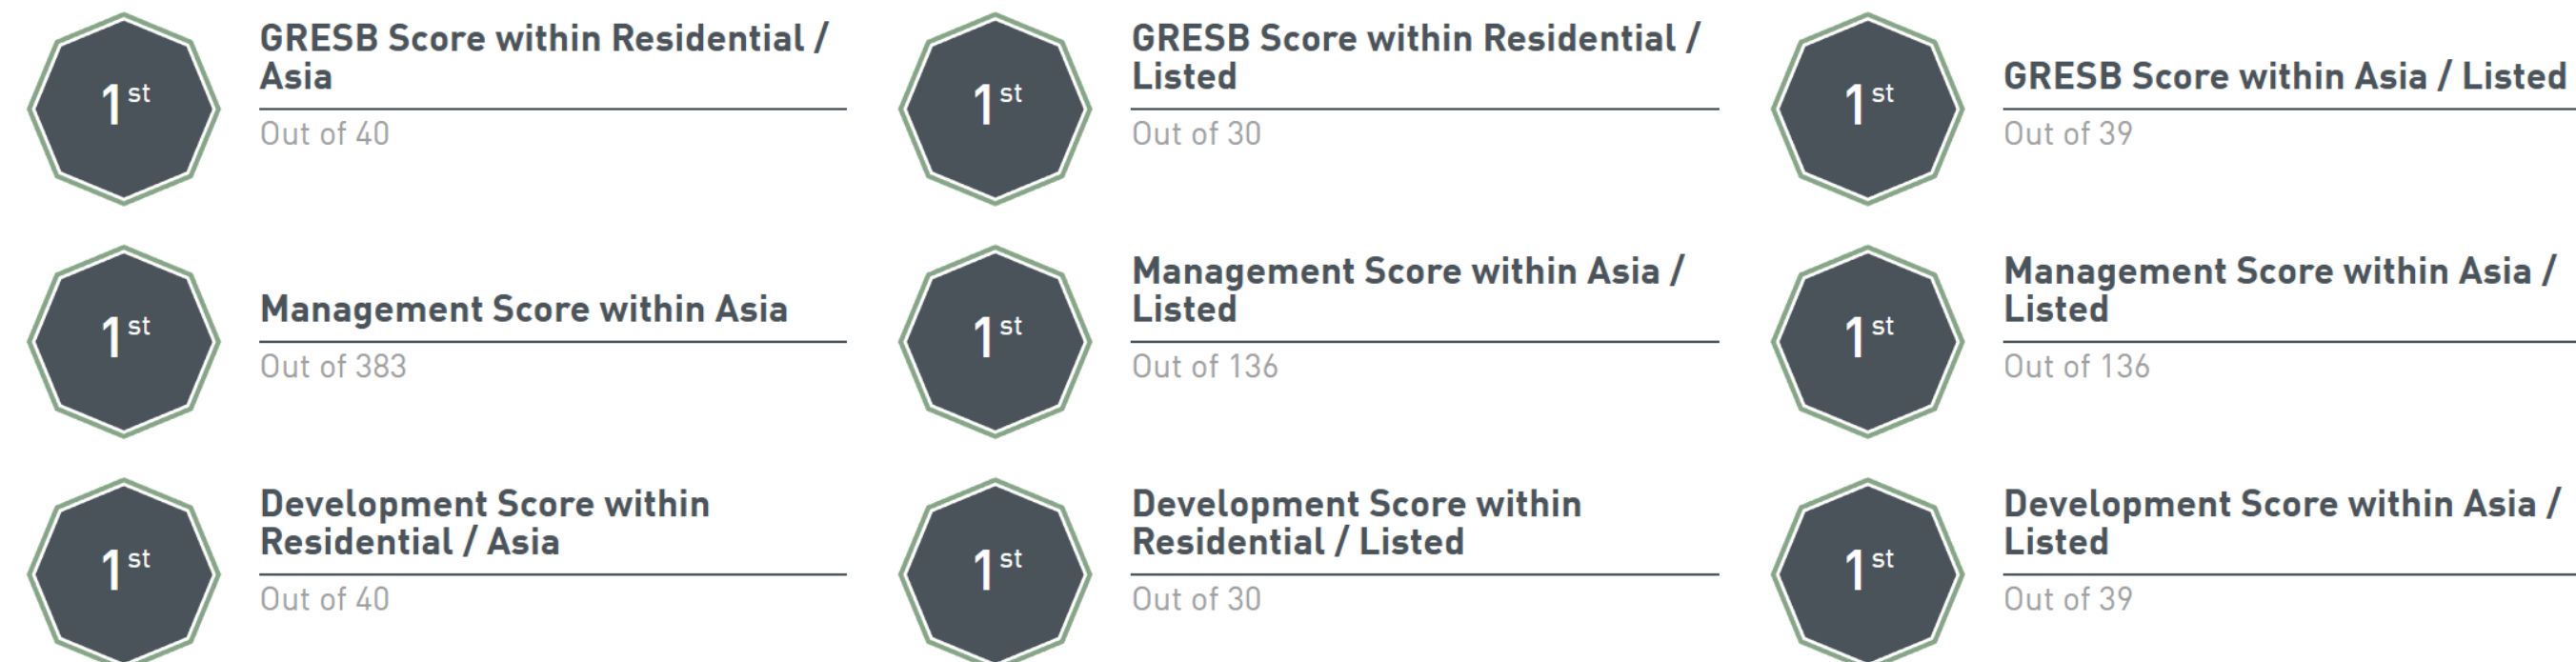 1st
GRESB Score within Residential /
Asia
Out of 40
1st
GRESB Score within Residential /
Listed
Out of 30
1st
GRESB Score within Asia / Listed
Out of 39
1st
Management Score within Asia
Out of 383
1st
Management Score within Asia /
Listed
Out of 136
1st
Management Score within Asia /
Listed
Out of 136
1st
Development Score within
Residential / Asia
Out of 40
1st
Development Score within
Residential / Listed
Out of 30
1st
Development Score within Asia /
Listed
Out of 39